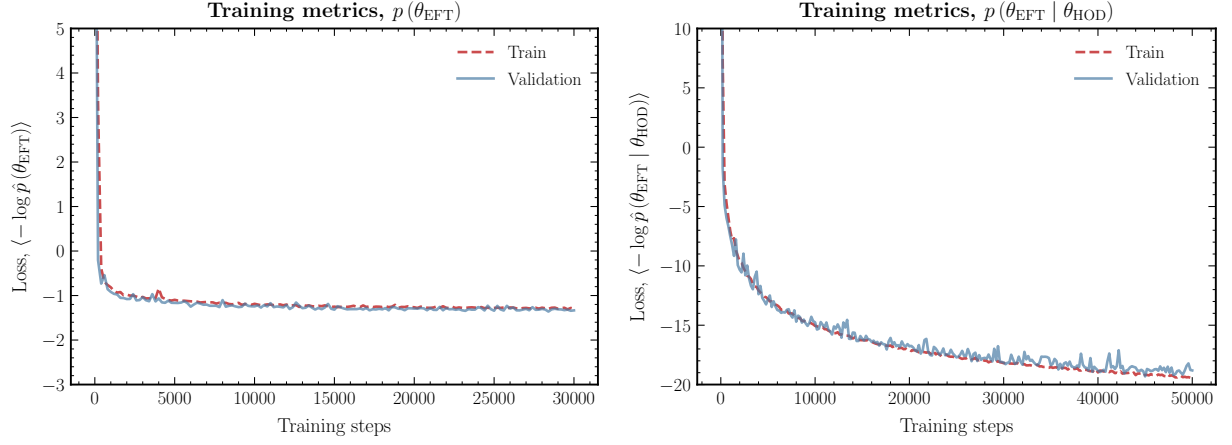 Training metrics, p (θ_EFT)
Train
Validation
5
4
3
2
1
0
−1
−2
−3
Loss, ⟨− log p̂ (θ_EFT)⟩
0 5000 10000 15000 20000 25000 30000
Training steps
Training metrics, p (θ_EFT | θ_HOD)
Train
Validation
10
5
0
−5
−10
−15
−20
Loss, ⟨− log p̂ (θ_EFT | θ_HOD)⟩
0 10000 20000 30000 40000 50000
Training steps